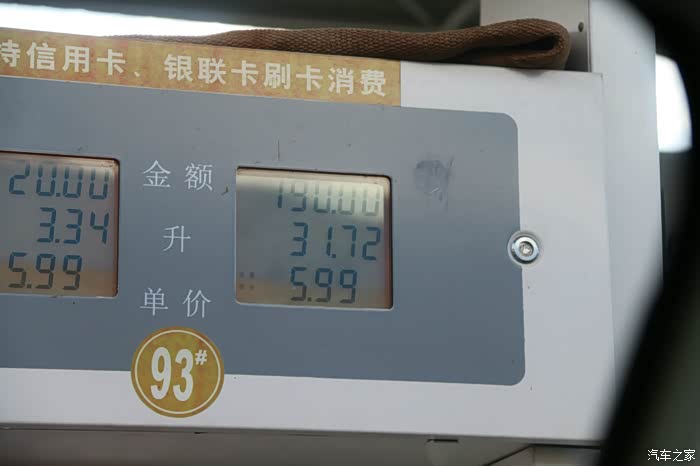 持信用卡、银联卡刷卡消费
20.00
3.34
5.99
金额
升
单价
190.00
31.72
5.99
93#
汽车之家